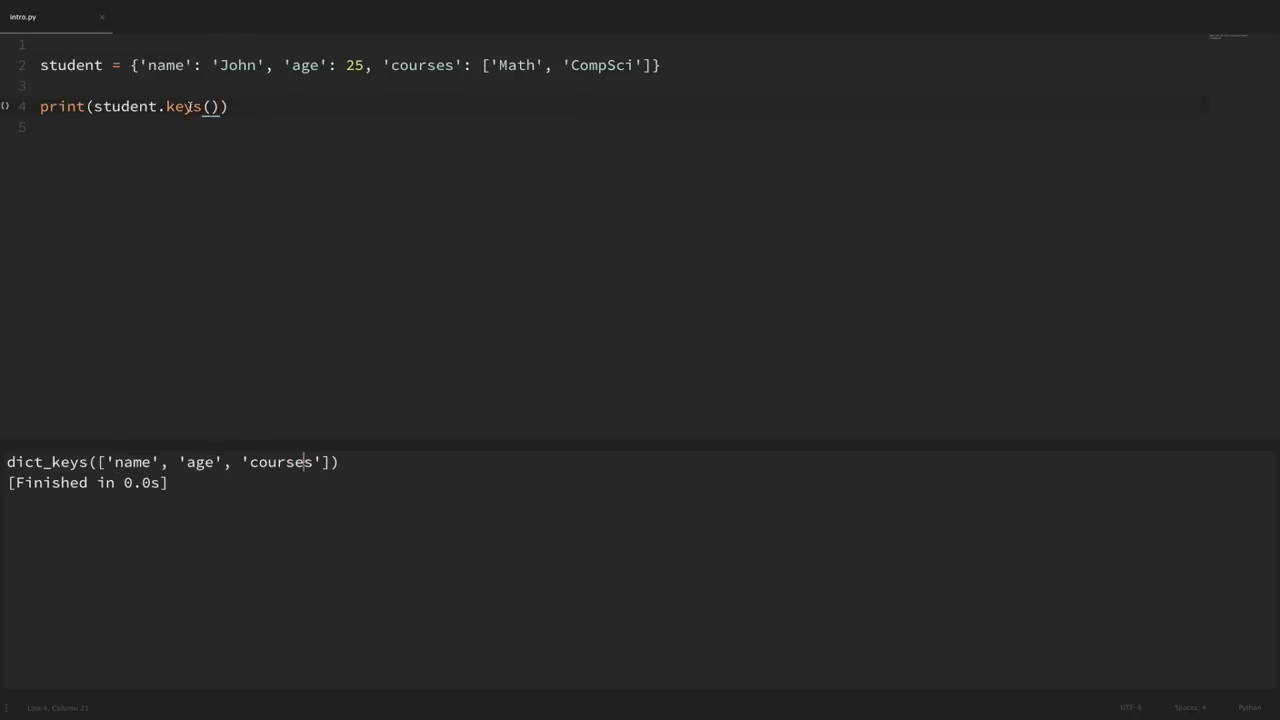 intro.py ×
1
2 student = {'name': 'John', 'age': 25, 'courses': ['Math', 'CompSci']}
3
() 4 print(student.keys())
5
dict_keys(['name', 'age', 'courses'])
[Finished in 0.0s]
Line 4, Column 21 UTF-8 Spaces: 4 Python